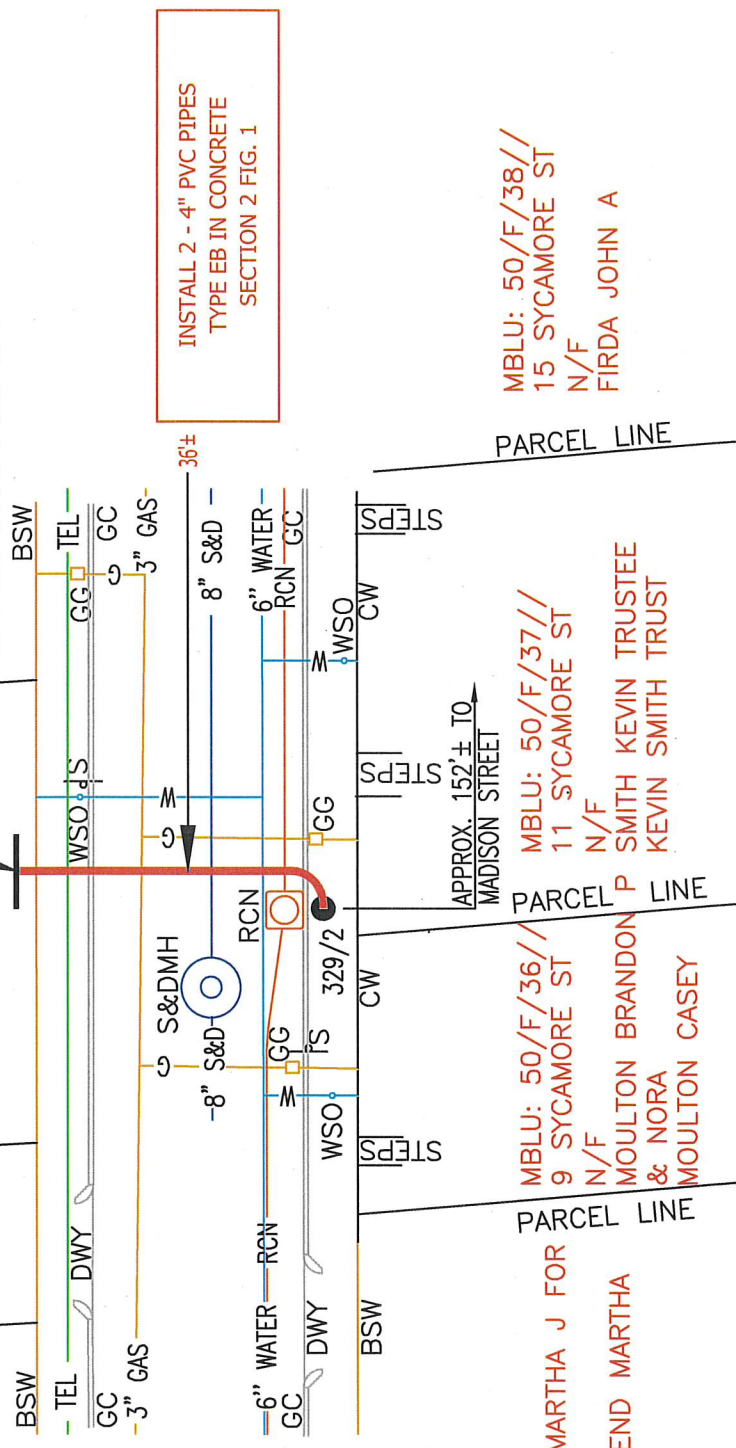 INSTALL 2 - 4" PVC PIPES
TYPE EB IN CONCRETE
SECTION 2 FIG. 1
36'±
BSW
BSW
TEL
TEL
GC
GC
DWY
WSO
TS
GG
3" GAS
3" GAS
G
G
G
W
S&DMH
8" S&D
8" S&D
6" WATER
6" WATER
RCN
RCN
RCN
GC
GC
DWY
GG
TS
GG
W
W
WSO
WSO
329/2
BSW
CW
CW
STEPS
STEPS
STEPS
APPROX. 152'± TO
MADISON STREET
PARCEL LINE
PARCEL LINE
PARCEL LINE
MARTHA J FOR
END MARTHA
MBLU: 50/F/36//
9 SYCAMORE ST
N/F
MOULTON BRANDON P
& NORA
MOULTON CASEY
MBLU: 50/F/37//
11 SYCAMORE ST
N/F
SMITH KEVIN TRUSTEE
KEVIN SMITH TRUST
MBLU: 50/F/38//
15 SYCAMORE ST
N/F
FIRDA JOHN A